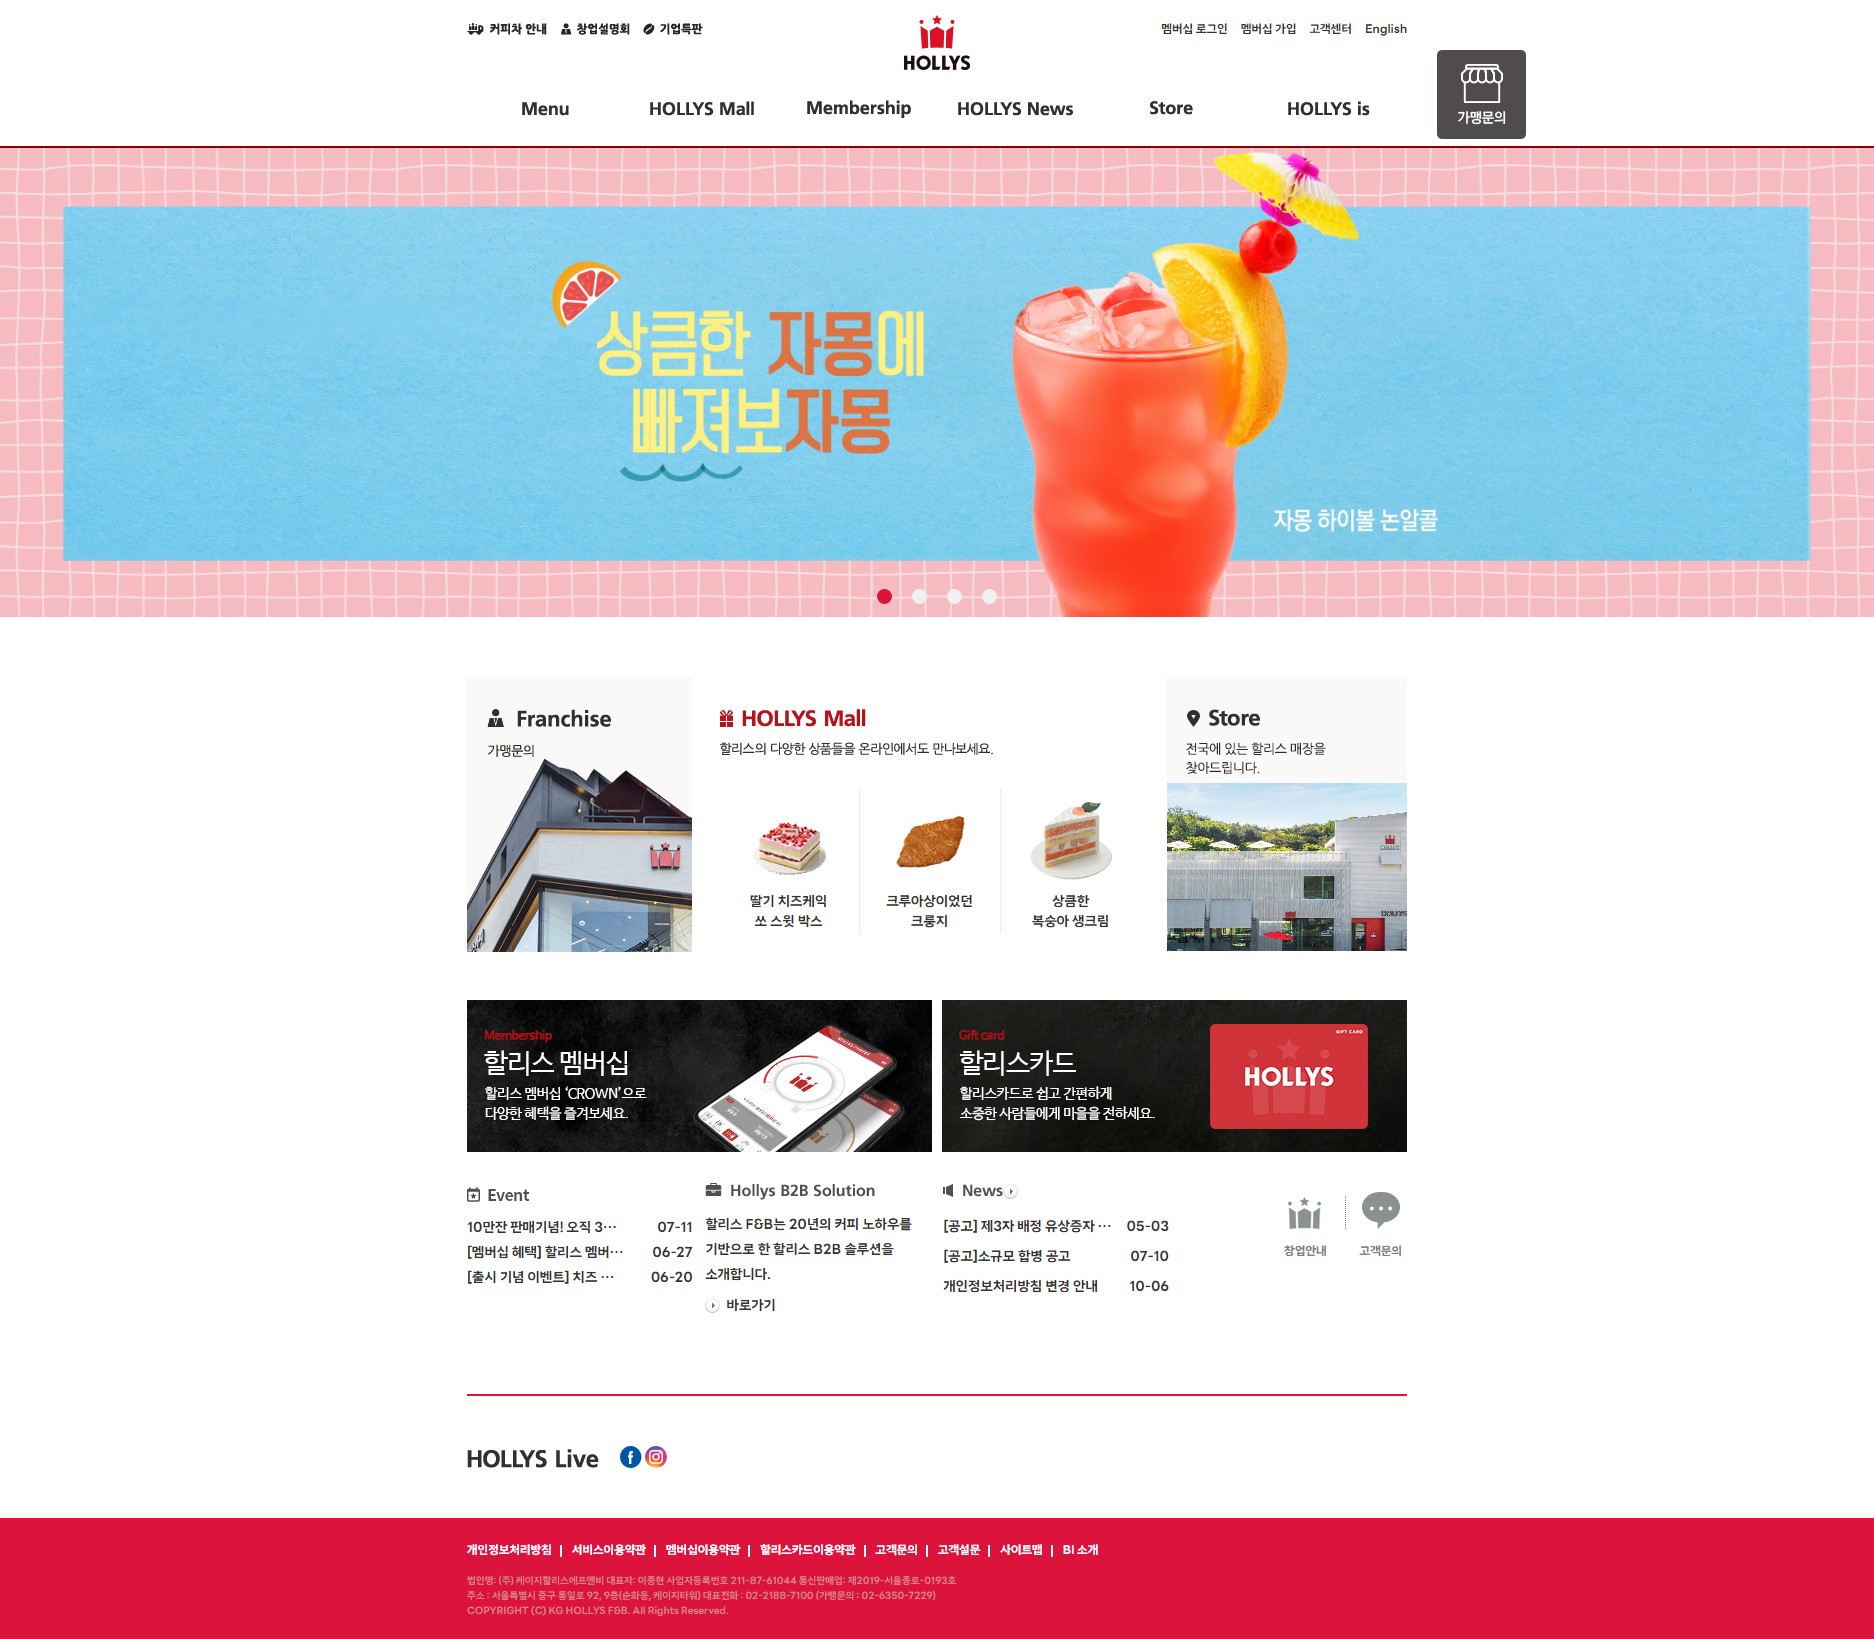 커피차 안내
창업설명회
기업특판
HOLLYS
멤버십 로그인
멤버십 가입
고객센터
English
Menu
HOLLYS Mall
Membership
HOLLYS News
Store
HOLLYS is
가맹문의
상큼한 자몽에
빠져보자몽
자몽 하이볼 논알콜
Franchise
가맹문의
HOLLYS Mall
할리스의 다양한 상품들을 온라인에서도 만나보세요.
딸기 치즈케익
쏘 스윗 박스
크루아상이었던
크룽지
상큼한
복숭아 생크림
Store
전국에 있는 할리스 매장을
찾아드립니다.
Membership
할리스 멤버십
할리스 멤버십 ‘CROWN’으로
다양한 혜택을 즐겨보세요.
Gift card
할리스카드
할리스카드로 쉽고 간편하게
소중한 사람들에게 마을을 전하세요.
GIFT CARD
HOLLYS
Event
10만잔 판매기념! 오직 3… 07-11
[멤버십 혜택] 할리스 멤버… 06-27
[출시 기념 이벤트] 치즈 … 06-20
Hollys B2B Solution
할리스 F&B는 20년의 커피 노하우를
기반으로 한 할리스 B2B 솔루션을
소개합니다.
바로가기
News
[공고] 제3자 배정 유상증자 … 05-03
[공고]소규모 합병 공고 07-10
개인정보처리방침 변경 안내 10-06
창업안내
고객문의
HOLLYS Live
개인정보처리방침 | 서비스이용약관 | 멤버십이용약관 | 할리스카드이용약관 | 고객문의 | 고객설문 | 사이트맵 | BI 소개
법인명: (주) 케이지할리스에프앤비 대표자: 이종현 사업자등록번호 211-87-61044 통신판매업: 제2019-서울종로-0193호
주소 : 서울특별시 중구 통일로 92, 9층(순화동, 케이지타워) 대표전화 : 02-2188-7100 (가맹문의 : 02-6350-7229)
COPYRIGHT (C) KG HOLLYS F&B. All Rights Reserved.